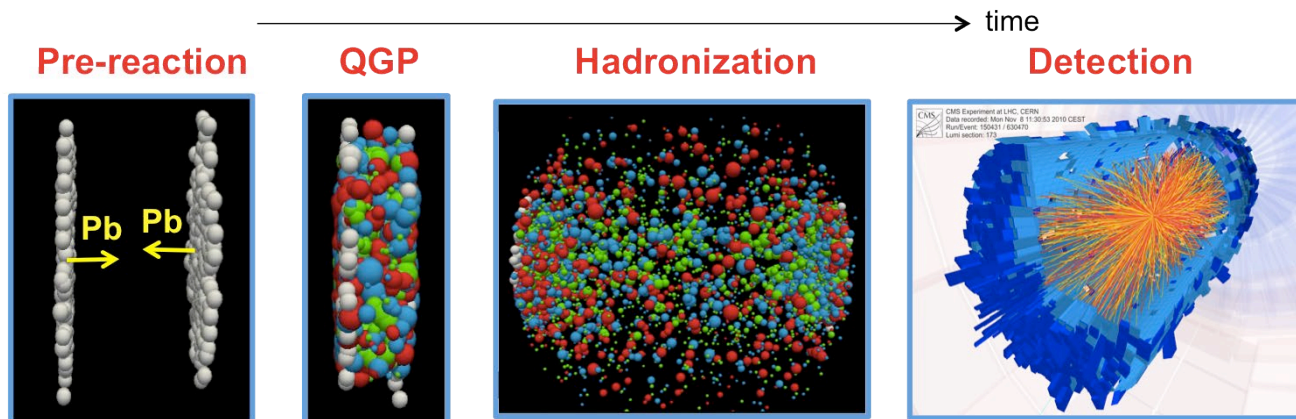 time
Pre-reaction
QGP
Hadronization
Detection
Pb
Pb
CMS
CMS Experiment at LHC, CERN
Data recorded: Mon Nov 8 11:30:53 2010 CEST
Run/Event: 150431 / 630470
Lumi section: 173